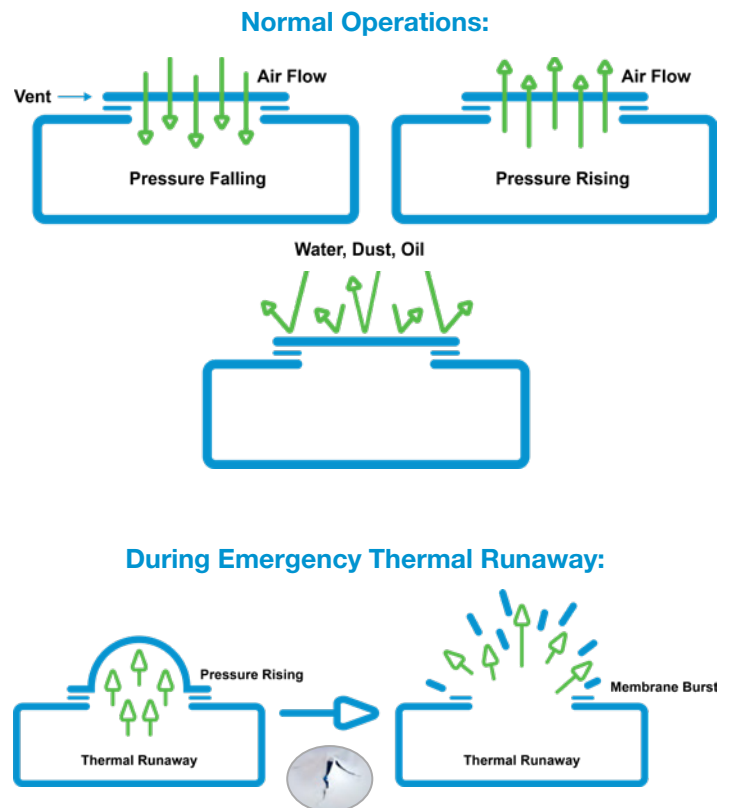 Normal Operations:
Air Flow
Vent
Pressure Falling
Air Flow
Pressure Rising
Water, Dust, Oil
During Emergency Thermal Runaway:
Pressure Rising
Thermal Runaway
Membrane Burst
Thermal Runaway